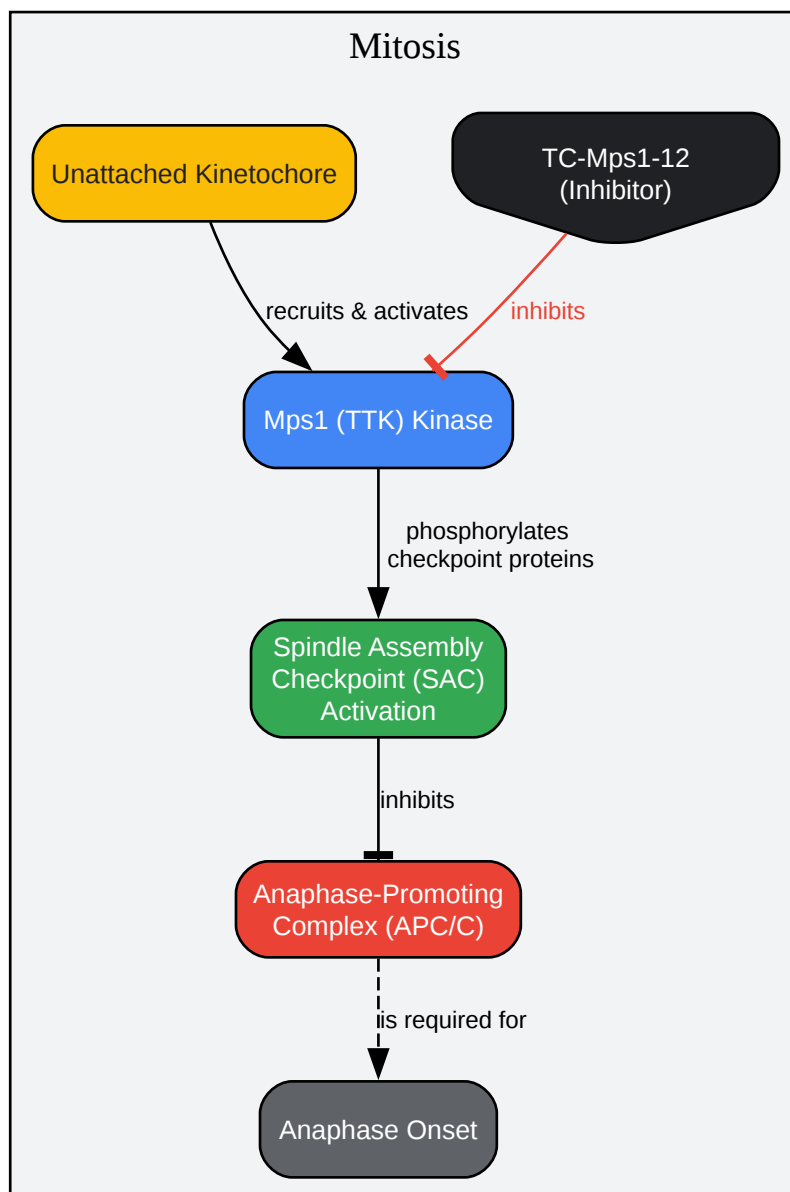 Mitosis
Unattached Kinetochore
TC-Mps1-12
(Inhibitor)
recruits & activates
inhibits
Mps1 (TTK) Kinase
phosphorylates
checkpoint proteins
Spindle Assembly
Checkpoint (SAC)
Activation
inhibits
Anaphase-Promoting
Complex (APC/C)
is required for
Anaphase Onset